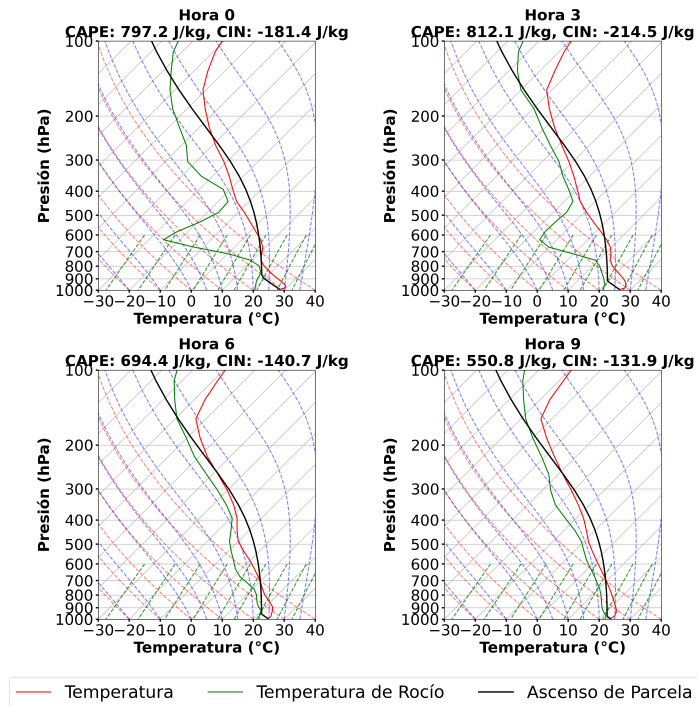 Hora 0
CAPE: 797.2 J/kg, CIN: -181.4 J/kg
Hora 3
CAPE: 812.1 J/kg, CIN: -214.5 J/kg
Presión (hPa)
100
200
300
400
500
600
700
800
900
1000
−30 −20 −10 0 10 20 30 40
Temperatura (°C)
Presión (hPa)
100
200
300
400
500
600
700
800
900
1000
−30 −20 −10 0 10 20 30 40
Temperatura (°C)
Hora 6
CAPE: 694.4 J/kg, CIN: -140.7 J/kg
Hora 9
CAPE: 550.8 J/kg, CIN: -131.9 J/kg
Presión (hPa)
100
200
300
400
500
600
700
800
900
1000
−30 −20 −10 0 10 20 30 40
Temperatura (°C)
Presión (hPa)
100
200
300
400
500
600
700
800
900
1000
−30 −20 −10 0 10 20 30 40
Temperatura (°C)
Temperatura Temperatura de Rocío Ascenso de Parcela